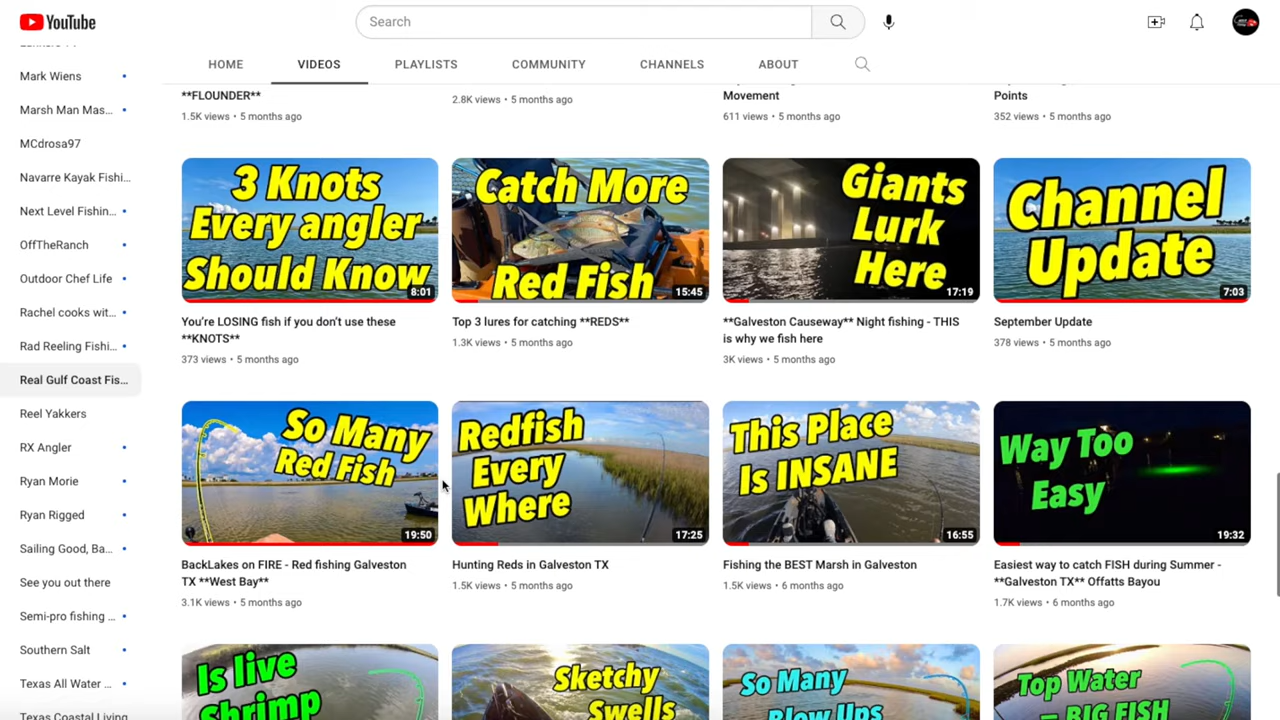 YouTube
Search
HOME
VIDEOS
PLAYLISTS
COMMUNITY
CHANNELS
ABOUT
Mark Wiens
Marsh Man Mas...
MCdrosa97
Navarre Kayak Fishi...
Next Level Fishin...
OffTheRanch
Outdoor Chef Life
Rachel cooks wit...
Rad Reeling Fishi...
Real Gulf Coast Fis...
Reel Yakkers
RX Angler
Ryan Morie
Ryan Rigged
Sailing Good, Ba...
See you out there
Semi-pro fishing ...
Southern Salt
Texas All Water ...
Texas Coastal Living
**FLOUNDER**
1.5K views • 5 months ago
2.8K views • 5 months ago
Movement
611 views • 5 months ago
Points
352 views • 5 months ago
3 Knots
Every angler
Should Know
8:01
You're LOSING fish if you don't use these
**KNOTS**
373 views • 5 months ago
Catch More
Red Fish
15:45
Top 3 lures for catching **REDS**
1.3K views • 5 months ago
Giants
Lurk
Here
17:19
**Galveston Causeway** Night fishing - THIS
is why we fish here
3K views • 5 months ago
Channel
Update
7:03
September Update
378 views • 5 months ago
So Many
Red Fish
19:50
BackLakes on FIRE - Red fishing Galveston
TX **West Bay**
3.1K views • 5 months ago
Redfish
Every
Where
17:25
Hunting Reds in Galveston TX
1.5K views • 5 months ago
This Place
Is INSANE
16:55
Fishing the BEST Marsh in Galveston
1.5K views • 6 months ago
Way Too
Easy
19:32
Easiest way to catch FISH during Summer -
**Galveston TX** Offatts Bayou
1.7K views • 6 months ago
Is live
Shrimp
Sketchy
Swells
So Many
Blow Ups
Top Water
= BIG FISH